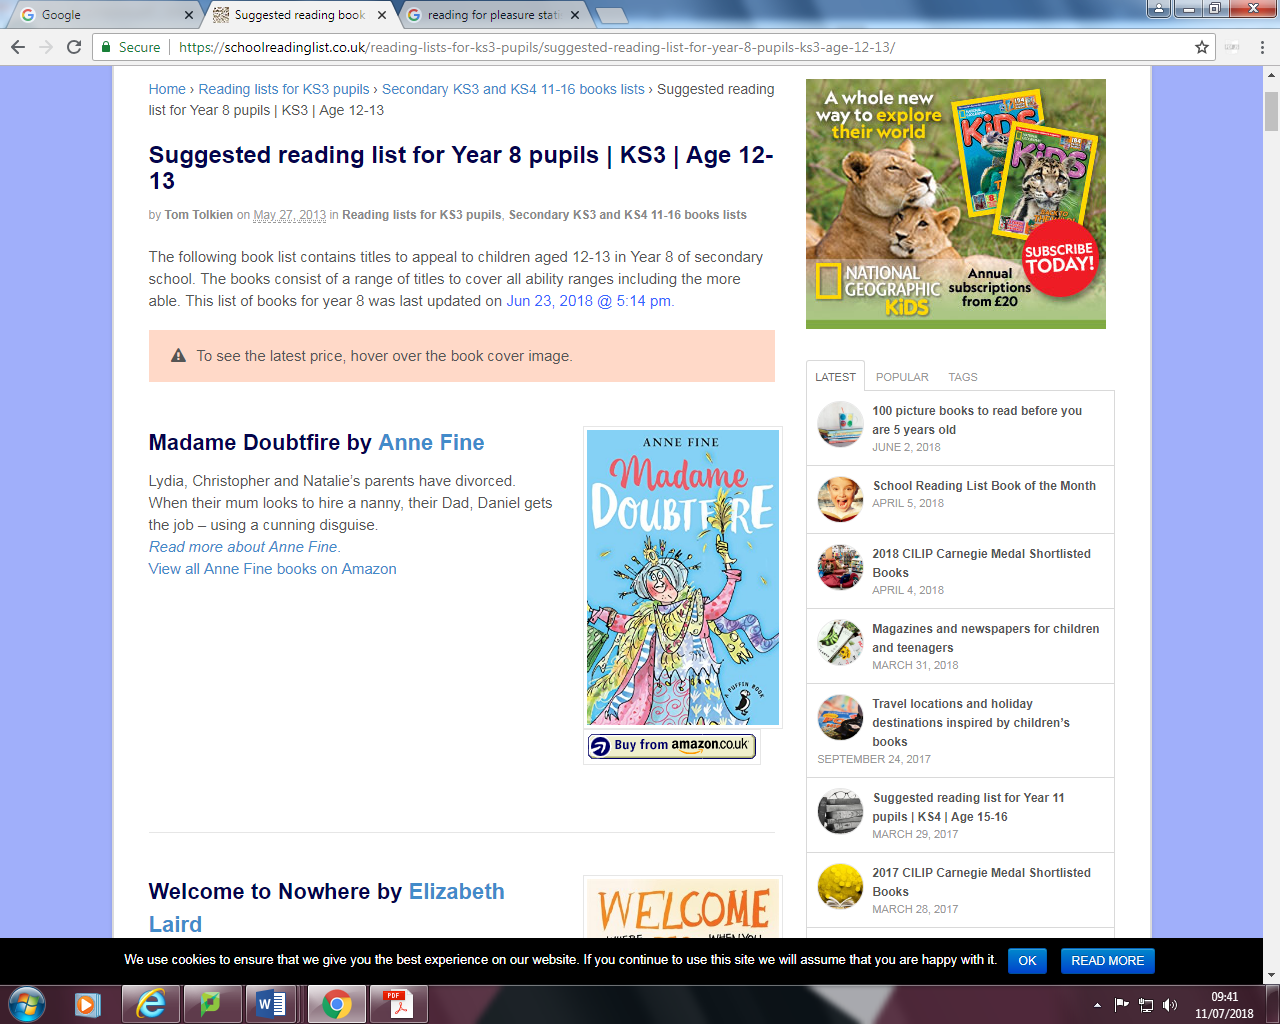 Google
Suggested reading book
reading for pleasure stati
Secure
https://schoolreadinglist.co.uk/reading-lists-for-ks3-pupils/suggested-reading-list-for-year-8-pupils-ks3-age-12-13/
Home › Reading lists for KS3 pupils › Secondary KS3 and KS4 11-16 books lists › Suggested reading
list for Year 8 pupils | KS3 | Age 12-13
Suggested reading list for Year 8 pupils | KS3 | Age 12-
13
by Tom Tolkien on May 27, 2013 in Reading lists for KS3 pupils, Secondary KS3 and KS4 11-16 books lists
The following book list contains titles to appeal to children aged 12-13 in Year 8 of secondary
school. The books consist of a range of titles to cover all ability ranges including the more
able. This list of books for year 8 was last updated on Jun 23, 2018 @ 5:14 pm.
To see the latest price, hover over the book cover image.
Madame Doubtfire by Anne Fine
Lydia, Christopher and Natalie's parents have divorced.
When their mum looks to hire a nanny, their Dad, Daniel gets
the job – using a cunning disguise.
Read more about Anne Fine.
View all Anne Fine books on Amazon
ANNE FINE
Madame
DOUBTFIRE
A PUFFIN BOOK
Buy from amazon.co.uk
Welcome to Nowhere by Elizabeth
Laird
WELCOME
WHEN YOU
A whole new
way to explore
their world
KiDS
KiDS
SUBSCRIBE
TODAY!
NATIONAL
GEOGRAPHIC
KiDS
Annual
subscriptions
from £20
LATEST
POPULAR
TAGS
100 picture books to read before you
are 5 years old
JUNE 2, 2018
School Reading List Book of the Month
APRIL 5, 2018
2018 CILIP Carnegie Medal Shortlisted
Books
APRIL 4, 2018
Magazines and newspapers for children
and teenagers
MARCH 31, 2018
Travel locations and holiday
destinations inspired by children's
books
SEPTEMBER 24, 2017
Suggested reading list for Year 11
pupils | KS4 | Age 15-16
MARCH 29, 2017
2017 CILIP Carnegie Medal Shortlisted
Books
MARCH 28, 2017
We use cookies to ensure that we give you the best experience on our website. If you continue to use this site we will assume that you are happy with it.
OK
READ MORE
PDF
09:41
11/07/2018